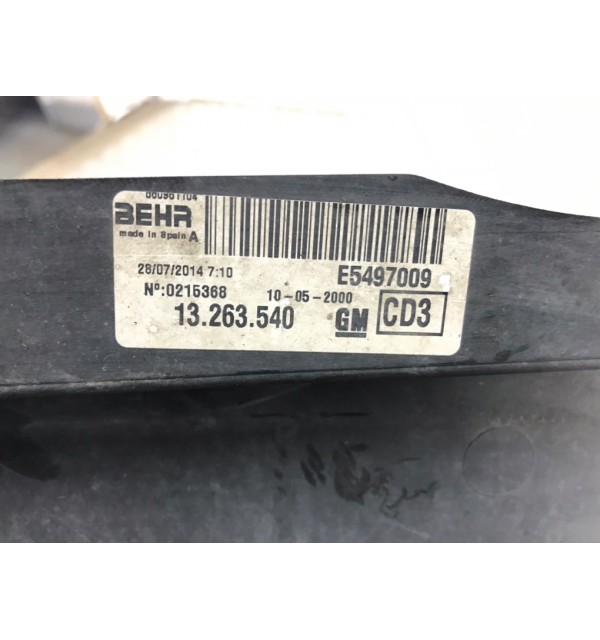 BEHR
made in Spain A
28/07/2014 7:10
E5497009
Nº:0215368
10-05-2000
13.263.540
GM
CD3